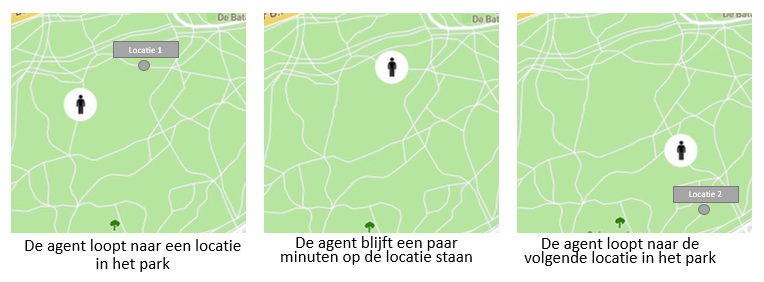 De Bat
Locatie 1
De agent loopt naar een locatie
in het park
De Bat
De agent blijft een paar
minuten op de locatie staan
De Bat
Locatie 2
De agent loopt naar de
volgende locatie in het park